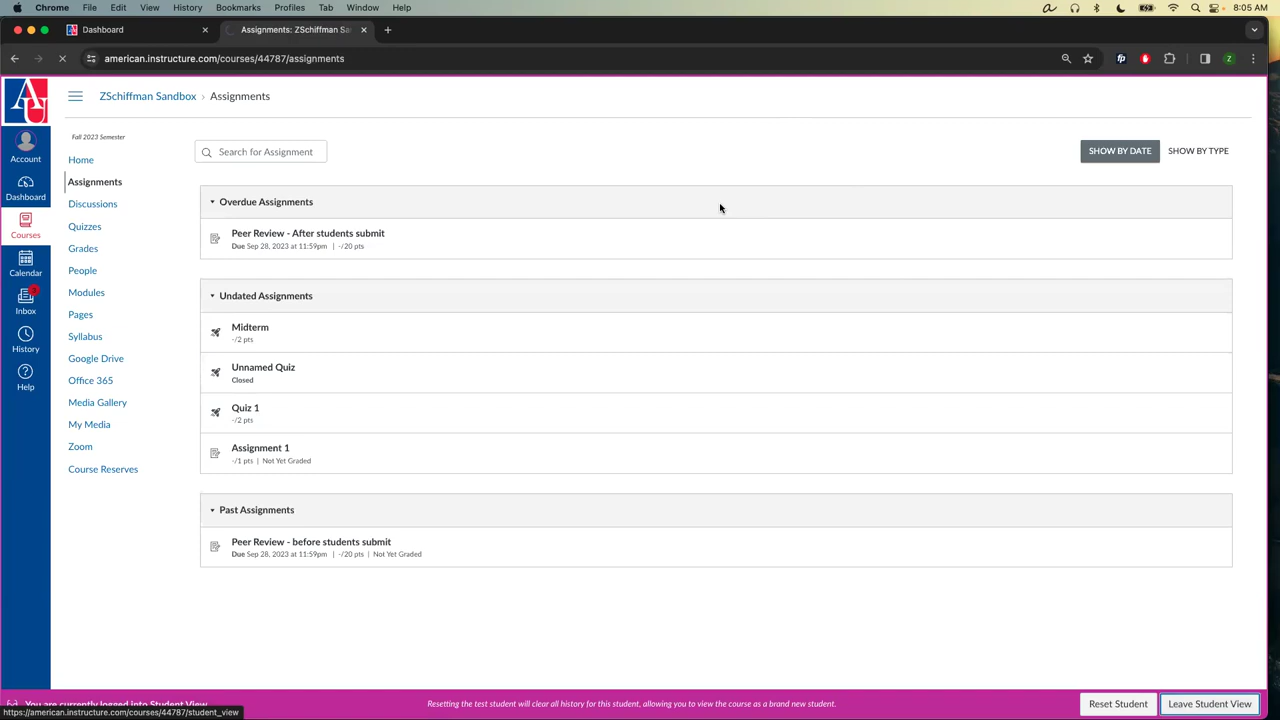 Chrome File Edit View History Bookmarks Profiles Tab Window Help 8:05 AM
Dashboard Assignments: ZSchiffman Sa
american.instructure.com/courses/44787/assignments
ZSchiffman Sandbox › Assignments
Account
Dashboard
Courses
Calendar
Inbox
History
Help
Fall 2023 Semester
Home
Assignments
Discussions
Quizzes
Grades
People
Modules
Pages
Syllabus
Google Drive
Office 365
Media Gallery
My Media
Zoom
Course Reserves
Search for Assignment SHOW BY DATE SHOW BY TYPE
Overdue Assignments
Peer Review - After students submit
Due Sep 28, 2023 at 11:59pm | -/20 pts
Undated Assignments
Midterm
-/2 pts
Unnamed Quiz
Closed
Quiz 1
-/2 pts
Assignment 1
-/1 pts | Not Yet Graded
Past Assignments
Peer Review - before students submit
Due Sep 28, 2023 at 11:59pm | -/20 pts | Not Yet Graded
You are currently logged into Student View Resetting the test student will clear all history for this student, allowing you to view the course as a brand new student. Reset Student Leave Student View
https://american.instructure.com/courses/44787/student_view